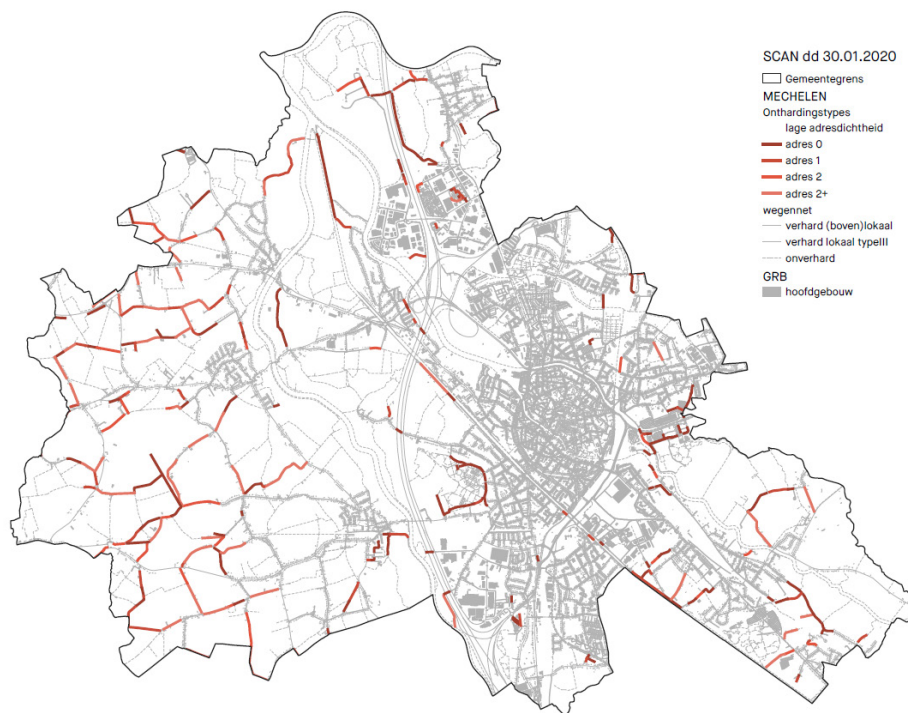 SCAN dd 30.01.2020
Gemeentegrens
MECHELEN
Onthardingstypes
lage adresdichtheid
adres 0
adres 1
adres 2
adres 2+
wegennet
verhard (boven)lokaal
verhard lokaal typeIII
onverhard
GRB
hoofdgebouw